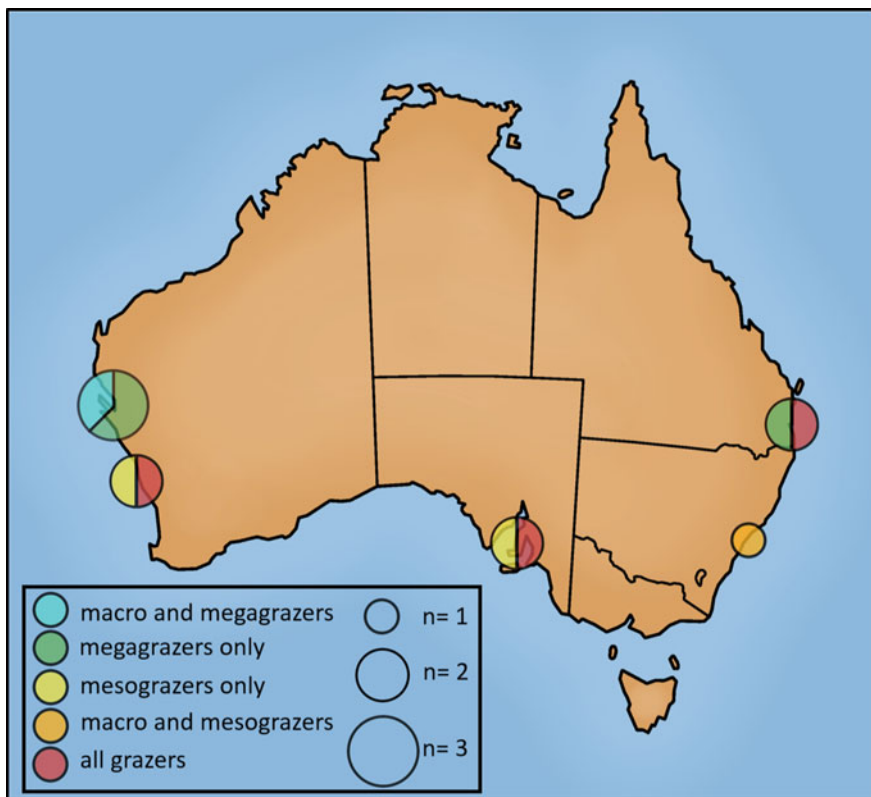 macro and megagrazers
megagrazers only
mesograzers only
macro and mesograzers
all grazers
n= 1
n= 2
n= 3